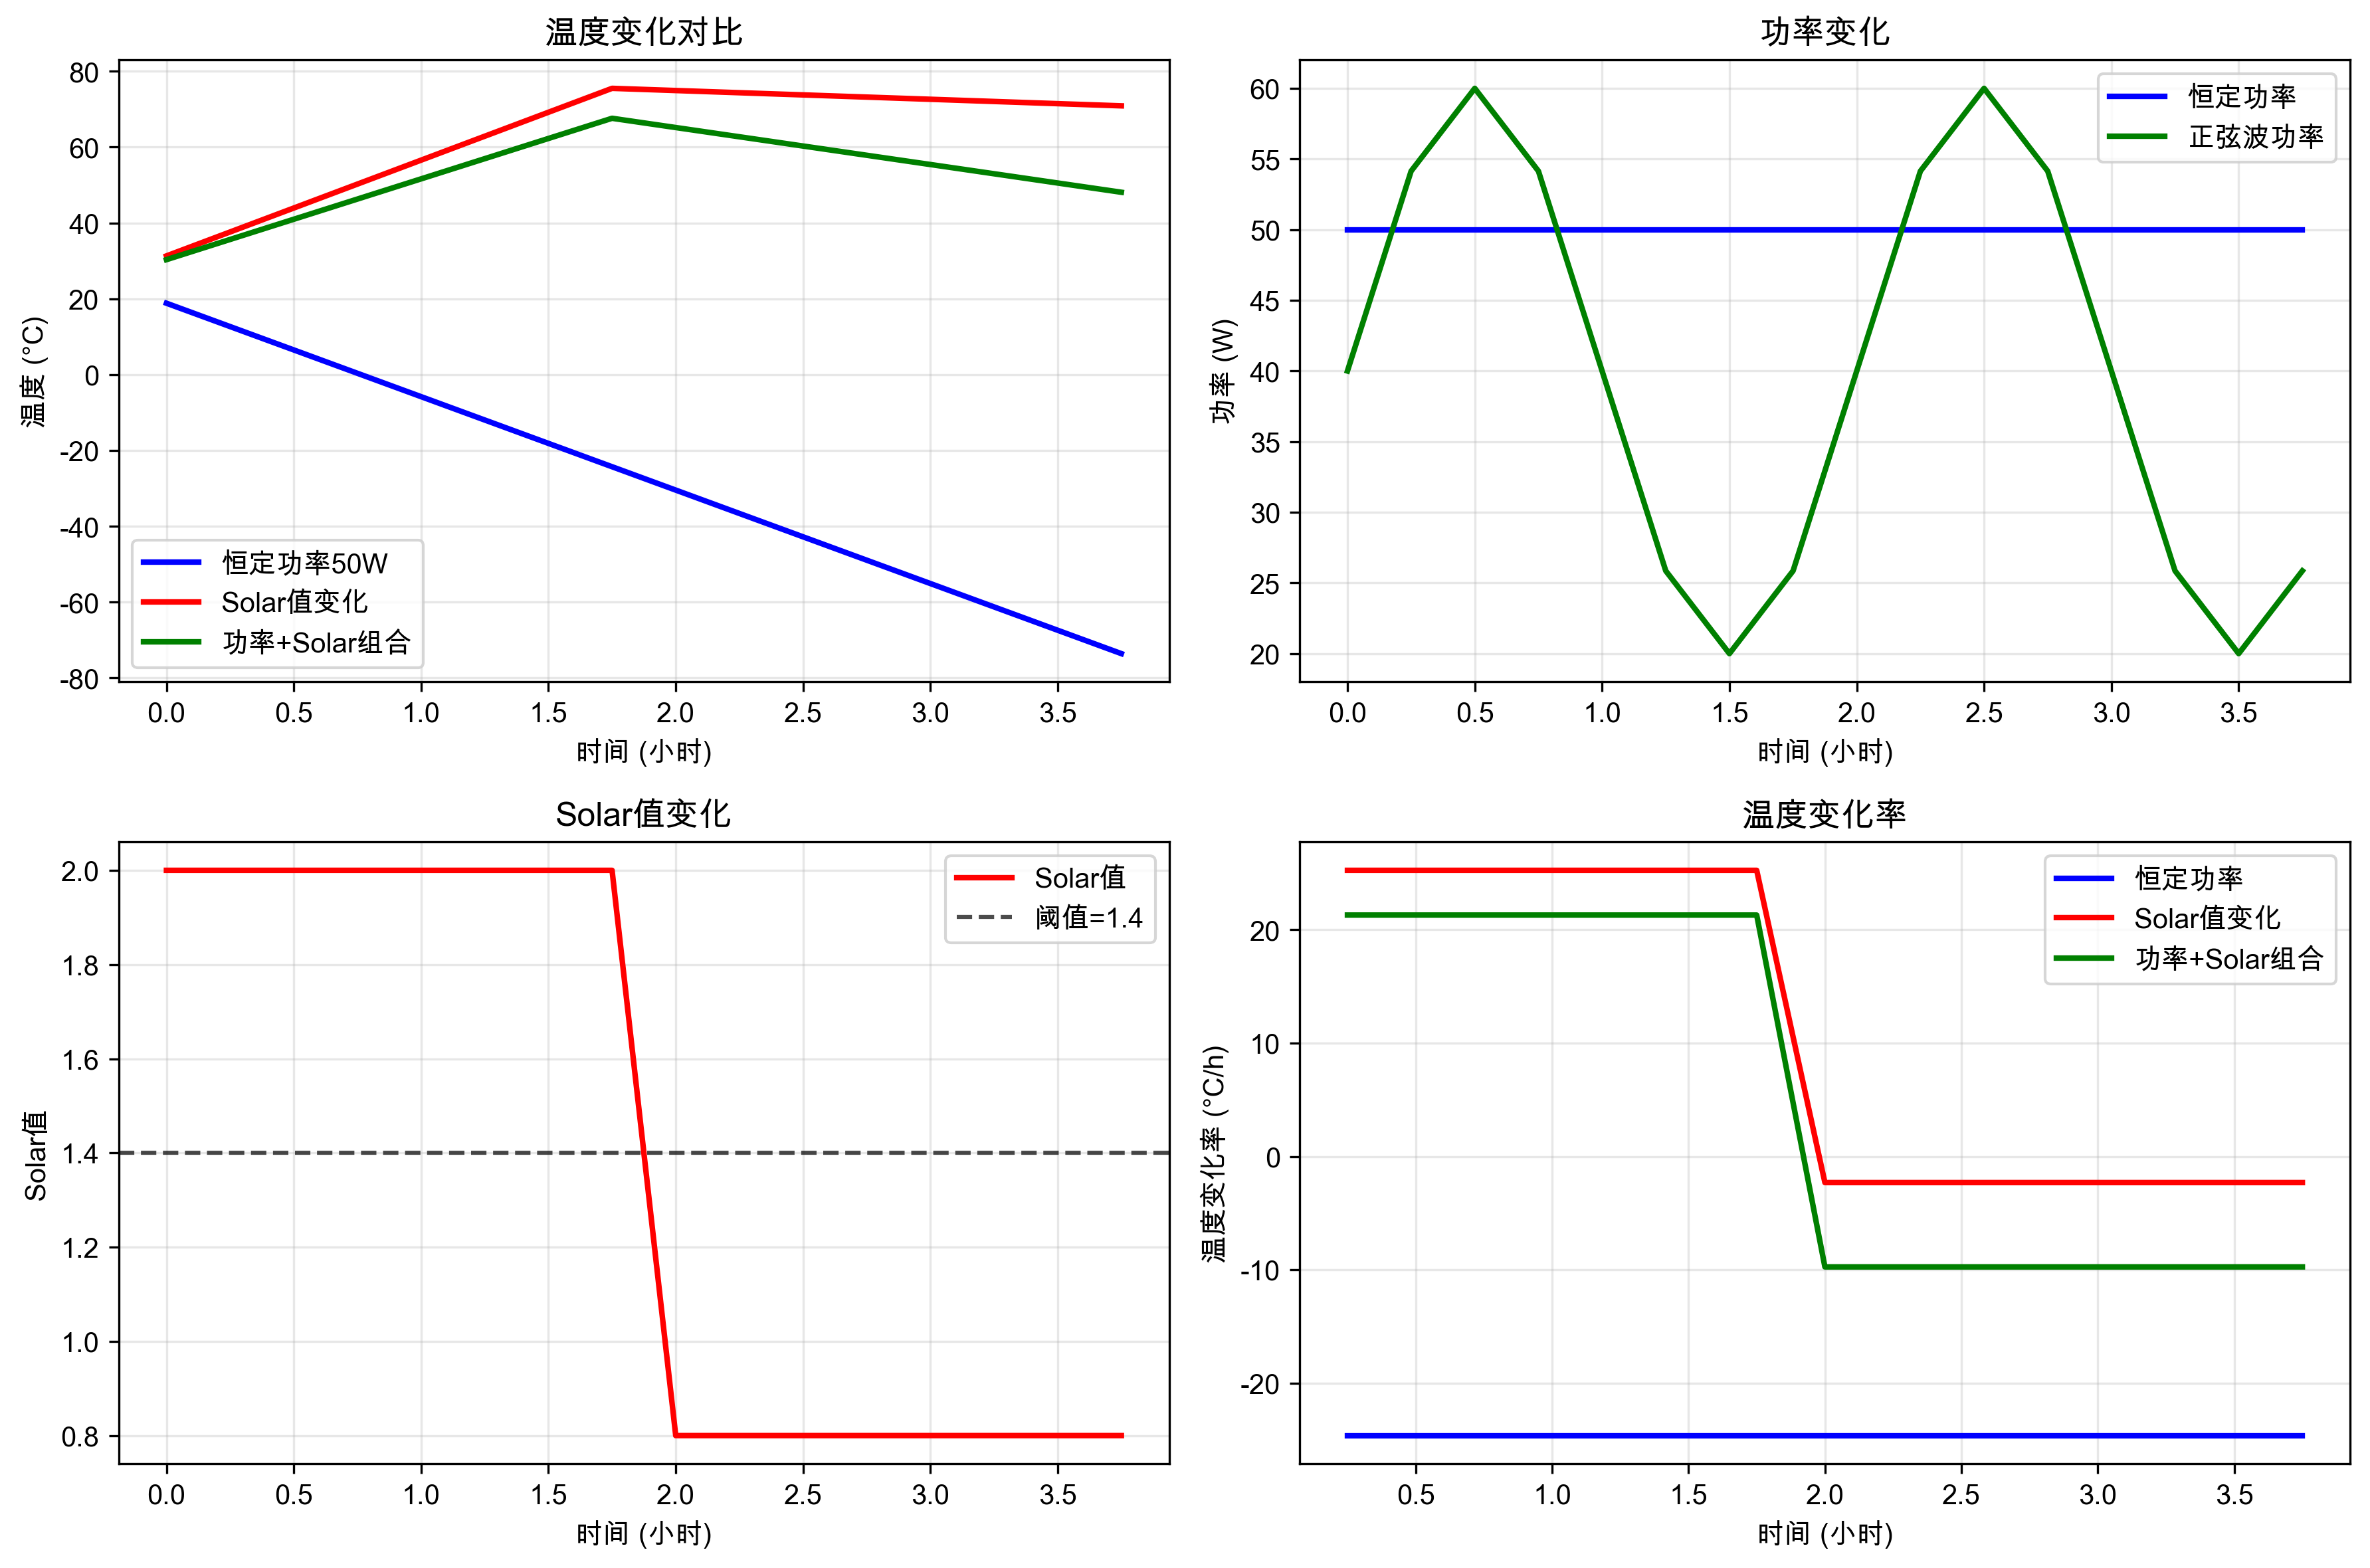 温度变化对比
80
60
40
20
0
-20
-40
-60
-80
温度 (°C)
恒定功率50W
Solar值变化
功率+Solar组合
0.0 0.5 1.0 1.5 2.0 2.5 3.0 3.5
时间 (小时)
功率变化
60
55
50
45
40
35
30
25
20
功率 (W)
恒定功率
正弦波功率
0.0 0.5 1.0 1.5 2.0 2.5 3.0 3.5
时间 (小时)
Solar值变化
2.0
1.8
1.6
1.4
1.2
1.0
0.8
Solar值
Solar值
阈值=1.4
0.0 0.5 1.0 1.5 2.0 2.5 3.0 3.5
时间 (小时)
温度变化率
20
10
0
-10
-20
温度变化率 (°C/h)
恒定功率
Solar值变化
功率+Solar组合
0.5 1.0 1.5 2.0 2.5 3.0 3.5
时间 (小时)